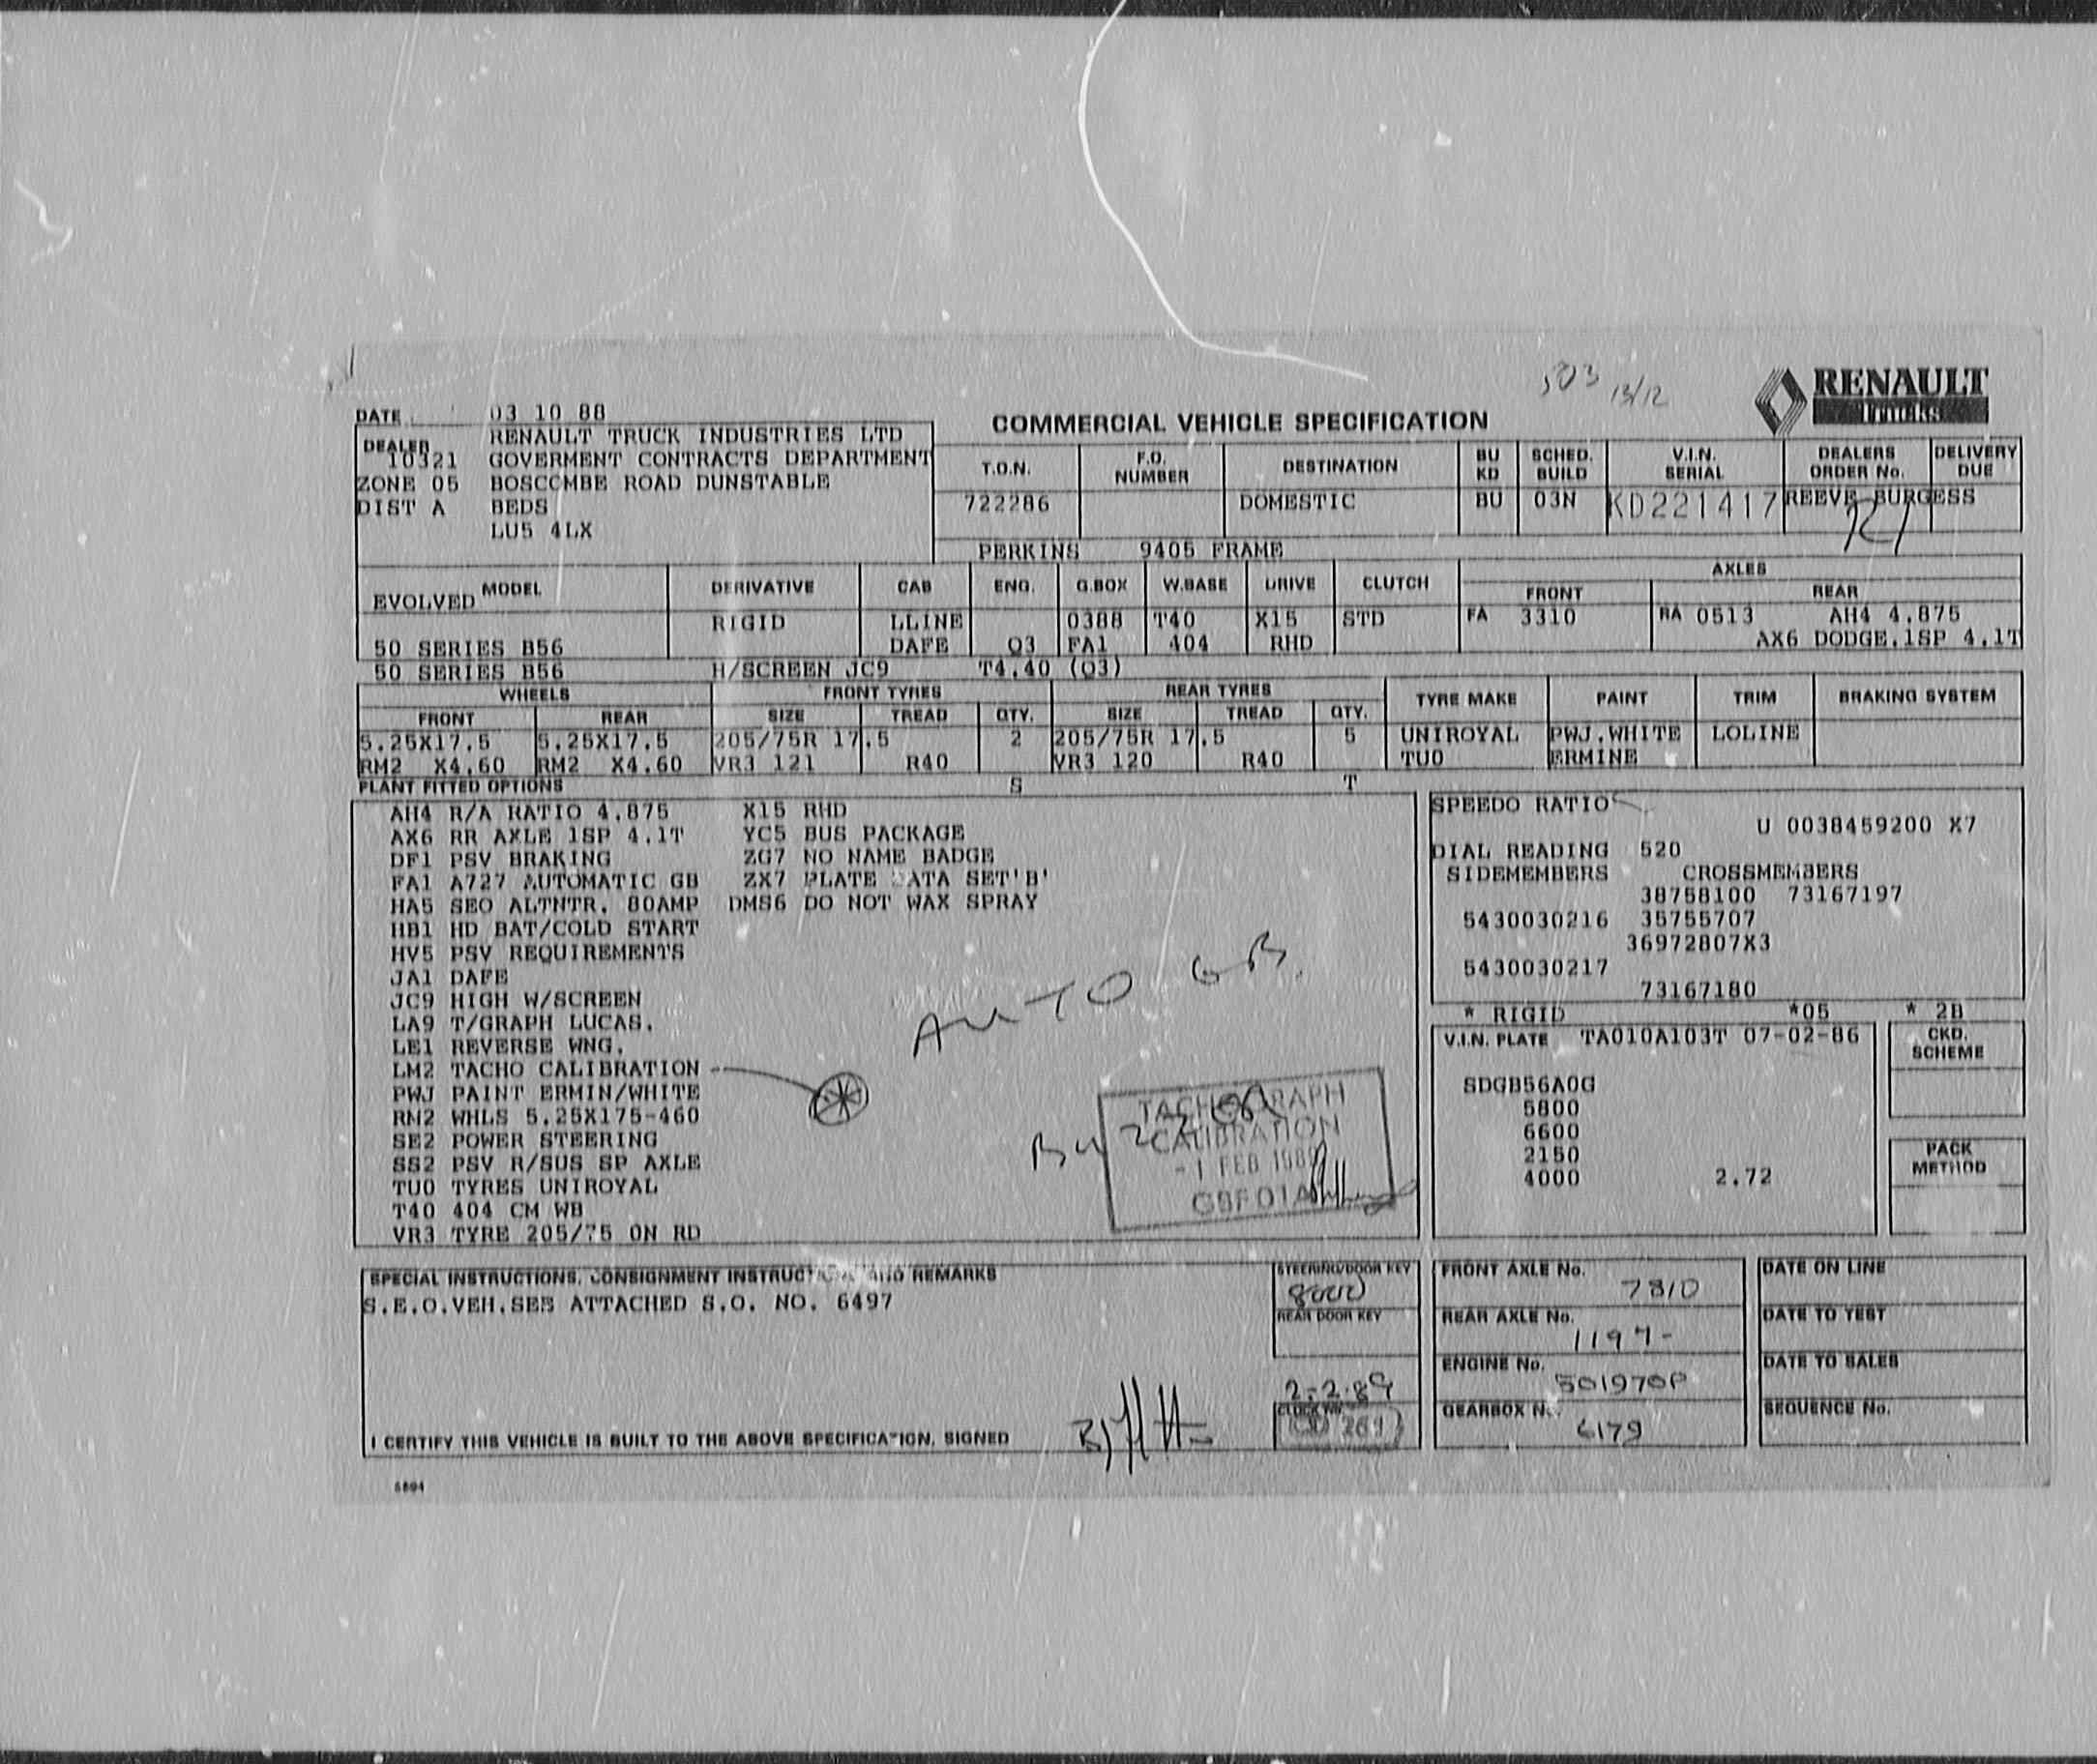 503 13/12
RENAULT
Trucks
DATE 03 10 88
COMMERCIAL VEHICLE SPECIFICATION
DEALER RENAULT TRUCK INDUSTRIES LTD
10321 GOVERMENT CONTRACTS DEPARTMENT
ZONE 05 BOSCCMBE ROAD DUNSTABLE
DIST A BEDS
LU5 4LX
T.O.N. F.O. NUMBER DESTINATION BU KD SCHED. BUILD V.I.N. SERIAL DEALERS ORDER No. DELIVERY DUE
722286 DOMESTIC BU 03N KD221417 REEVE BURGESS
PERKINS 9405 FRAME
MODEL DERIVATIVE CAB ENG. G.BOX W.BASE DRIVE CLUTCH AXLES
FRONT REAR
EVOLVED
RIGID LLINE 0388 T40 X15 STD FA 3310 RA 0513 AH4 4.875
50 SERIES B56 DAFE Q3 FA1 404 RHD AX6 DODGE.1SP 4.1T
50 SERIES B56 H/SCREEN JC9 T4.40 (Q3)
WHEELS FRONT TYRES REAR TYRES TYRE MAKE PAINT TRIM BRAKING SYSTEM
FRONT REAR SIZE TREAD QTY. SIZE TREAD QTY.
5.25X17.5 5.25X17.5 205/75R 17.5 2 205/75R 17.5 5 UNIROYAL PWJ.WHITE LOLINE
RM2 X4.60 RM2 X4.60 VR3 121 R40 VR3 120 R40 TU0 ERMINE
PLANT FITTED OPTIONS S T
AH4 R/A RATIO 4.875 X15 RHD
AX6 RR AXLE 1SP 4.1T YC5 BUS PACKAGE
DF1 PSV BRAKING ZG7 NO NAME BADGE
FA1 A727 AUTOMATIC GB ZX7 PLATE DATA SET'B'
HA5 SEO ALTNTR. 80AMP DMS6 DO NOT WAX SPRAY
HB1 HD BAT/COLD START
HV5 PSV REQUIREMENTS
JA1 DAFE
JC9 HIGH W/SCREEN
LA9 T/GRAPH LUCAS.
LE1 REVERSE WNG.
LM2 TACHO CALIBRATION
PWJ PAINT ERMIN/WHITE
RM2 WHLS 5.25X175-460
SE2 POWER STEERING
SS2 PSV R/SUS SP AXLE
TU0 TYRES UNIROYAL
T40 404 CM WB
VR3 TYRE 205/75 ON RD
AUTO GB.
TACHOGRAPH
CALIBRATION
- 1 FEB 1989
GBF01A
SPEEDO RATIO
U 0038459200 X7
DIAL READING 520
SIDEMEMBERS CROSSMEMBERS
38758100 73167197
5430030216 35755707
36972807X3
5430030217
73167180
* RIGID *05 * 2B
V.I.N. PLATE TA010A103T 07-02-86
SDGB56A0G
5800
6600
2150
4000 2.72
CKD. SCHEME
PACK METHOD
SPECIAL INSTRUCTIONS, CONSIGNMENT INSTRUCTIONS AND REMARKS
S.E.O.VEH.SEE ATTACHED S.O. NO. 6497
I CERTIFY THIS VEHICLE IS BUILT TO THE ABOVE SPECIFICATION, SIGNED
STEERING/DOOR KEY
8000
REAR DOOR KEY
2-2-89
CLOCK No.
261
FRONT AXLE No. 7810
REAR AXLE No. 1197-
ENGINE No. 501970P
GEARBOX No. 6179
DATE ON LINE
DATE TO TEST
DATE TO SALES
SEQUENCE No.